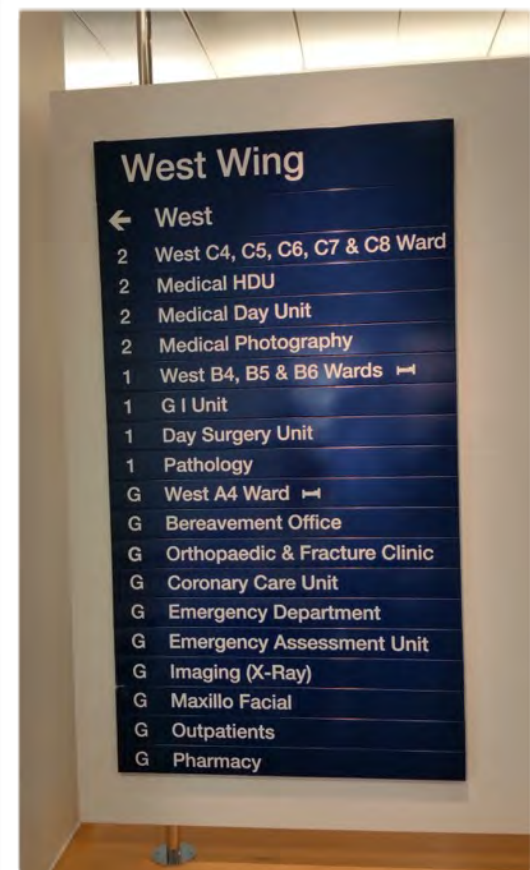 West Wing
← West
2 West C4, C5, C6, C7 & C8 Ward
2 Medical HDU
2 Medical Day Unit
2 Medical Photography
1 West B4, B5 & B6 Wards
1 G I Unit
1 Day Surgery Unit
1 Pathology
G West A4 Ward
G Bereavement Office
G Orthopaedic & Fracture Clinic
G Coronary Care Unit
G Emergency Department
G Emergency Assessment Unit
G Imaging (X-Ray)
G Maxillo Facial
G Outpatients
G Pharmacy